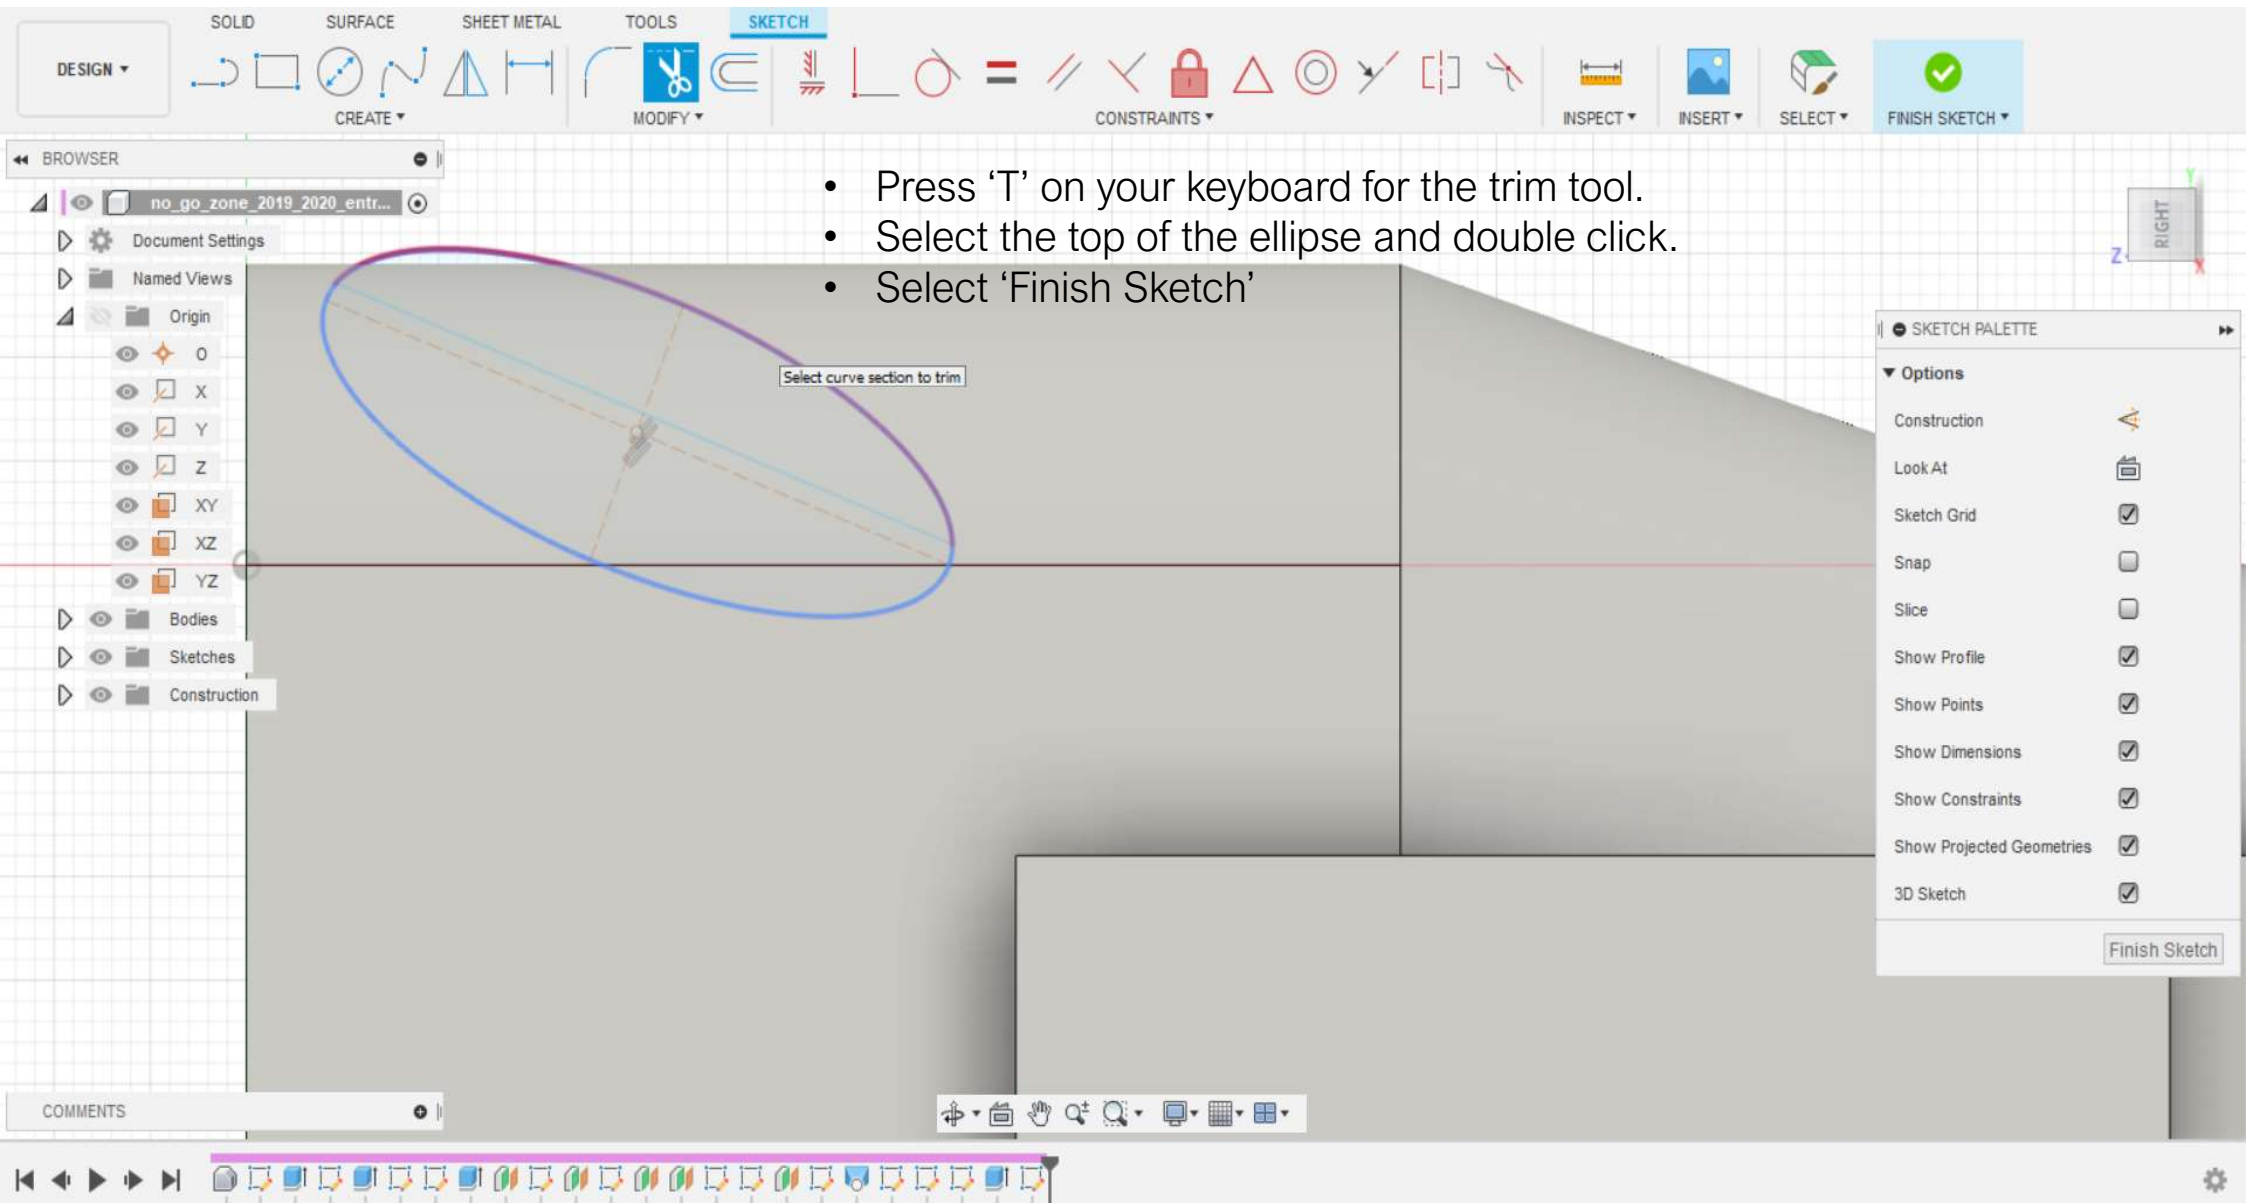 SOLID SURFACE SHEET METAL TOOLS SKETCH
DESIGN ▾
CREATE ▾ MODIFY ▾ CONSTRAINTS ▾ INSPECT ▾ INSERT ▾ SELECT ▾ FINISH SKETCH ▾
BROWSER
no_go_zone_2019_2020_entr...
Document Settings
Named Views
Origin
O
X
Y
Z
XY
XZ
YZ
Bodies
Sketches
Construction
• Press ‘T’ on your keyboard for the trim tool.
• Select the top of the ellipse and double click.
• Select ‘Finish Sketch’
Select curve section to trim
Y
RIGHT
Z
X
SKETCH PALETTE
▼ Options
Construction
Look At
Sketch Grid
Snap
Slice
Show Profile
Show Points
Show Dimensions
Show Constraints
Show Projected Geometries
3D Sketch
Finish Sketch
COMMENTS